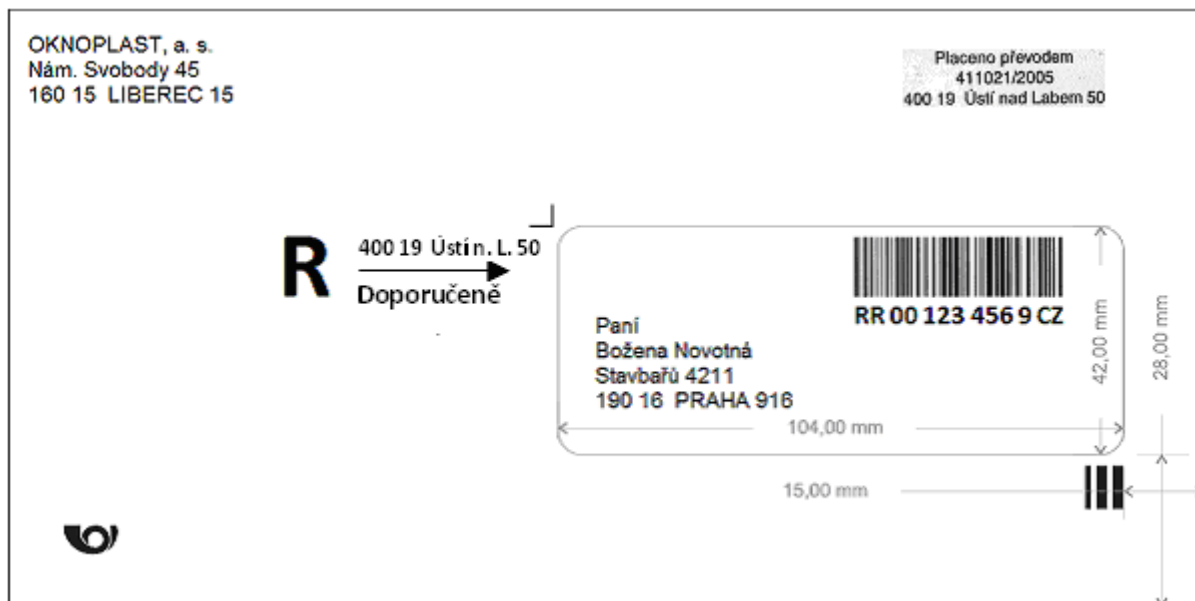 OKNOPLAST, a. s.
Nám. Svobody 45
160 15 LIBEREC 15
Placeno převodem
411021/2005
400 19 Ústí nad Labem 50
R
400 19 Ústí n. L. 50
Doporučeně
RR 00 123 456 9 CZ
Paní
Božena Novotná
Stavbařů 4211
190 16 PRAHA 916
42,00 mm
28,00 mm
104,00 mm
15,00 mm